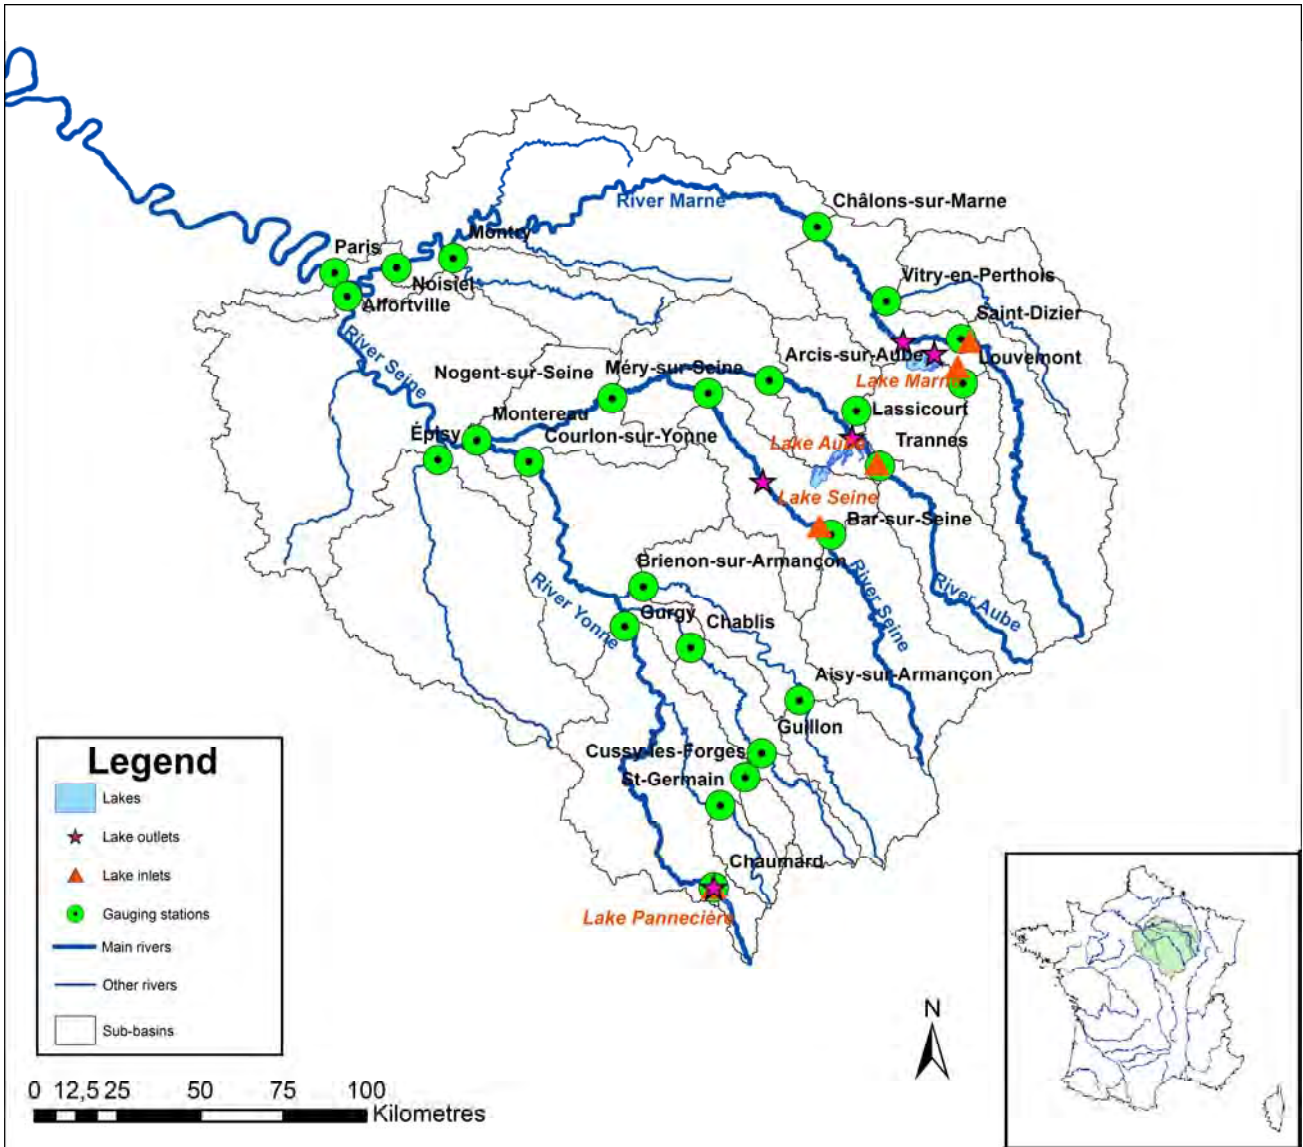 Châlons-sur-Marne
River Marne
Montry
Paris
Vitry-en-Perthois
Noisiel
Alfortville
Saint-Dizier
River Seine
Arcis-sur-Aube
Louvemont
Méry-sur-Seine
Nogent-sur-Seine
Lake Marne
Lassicourt
Montereau
Épisy
Courlon-sur-Yonne
Lake Aube
Trannes
Lake Seine
Bar-sur-Seine
Brienon-sur-Armançon
River Seine
River Aube
River Yonne
Gurgy
Chablis
Aisy-sur-Armançon
Guillon
Cussy-les-Forges
St-Germain
Chaumard
Lake Pannecière
Legend
Lakes
Lake outlets
Lake inlets
Gauging stations
Main rivers
Other rivers
Sub-basins
N
0 12,5 25 50 75 100
Kilometres